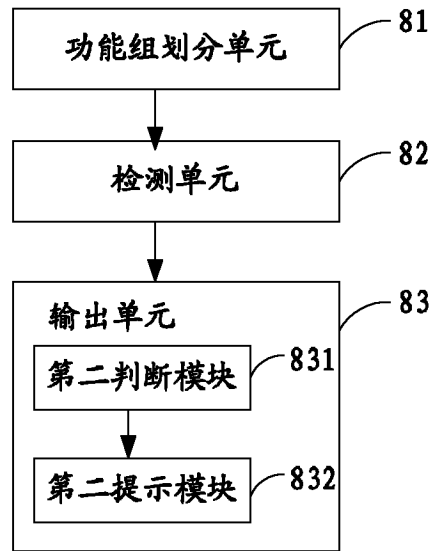 功能组划分单元
81
检测单元
82
输出单元
83
第二判断模块
831
第二提示模块
832